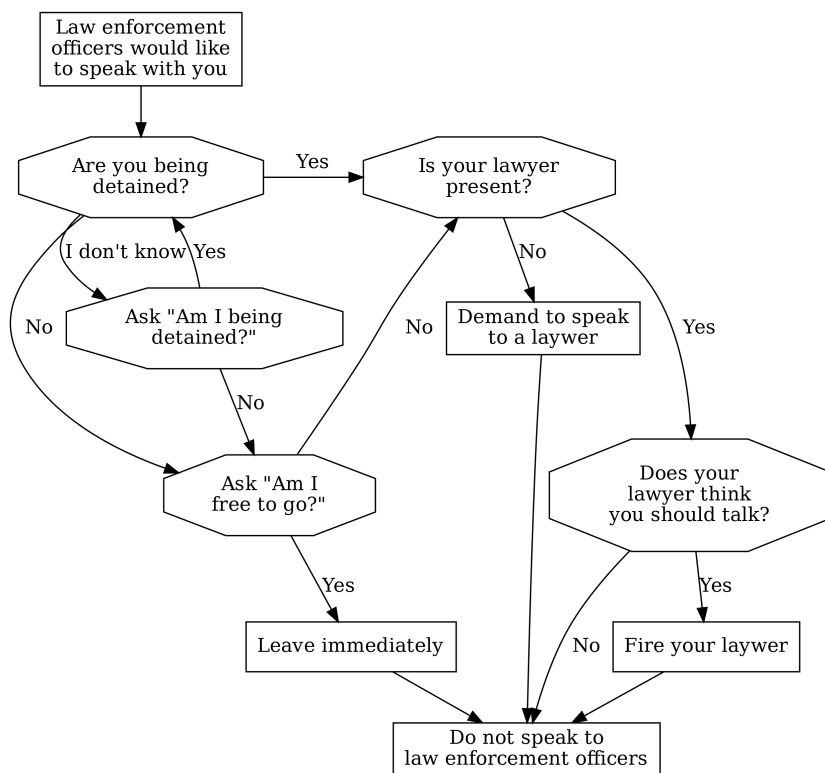 Law enforcement
officers would like
to speak with you
Are you being
detained?
Yes
Is your lawyer
present?
I don't know
Yes
No
Ask "Am I being
detained?"
No
No
No
Demand to speak
to a laywer
Yes
Ask "Am I
free to go?"
Does your
lawyer think
you should talk?
Yes
Yes
Leave immediately
No
Fire your laywer
Do not speak to
law enforcement officers